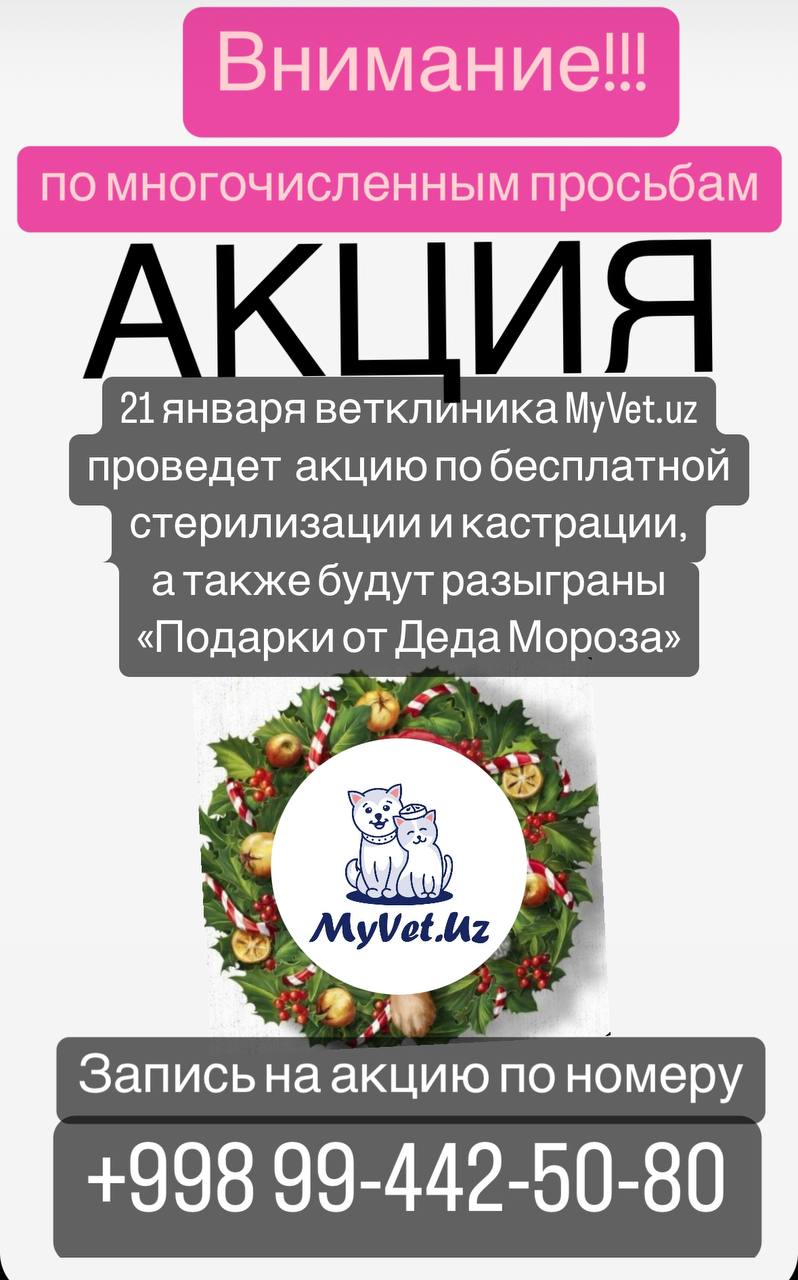 Внимание!!!
по многочисленным просьбам
АКЦИЯ
21 января ветклиника MyVet.uz
проведет акцию по бесплатной
стерилизации и кастрации,
а также будут разыграны
«Подарки от Деда Мороза»
MyVet.Uz
Запись на акцию по номеру
+998 99-442-50-80